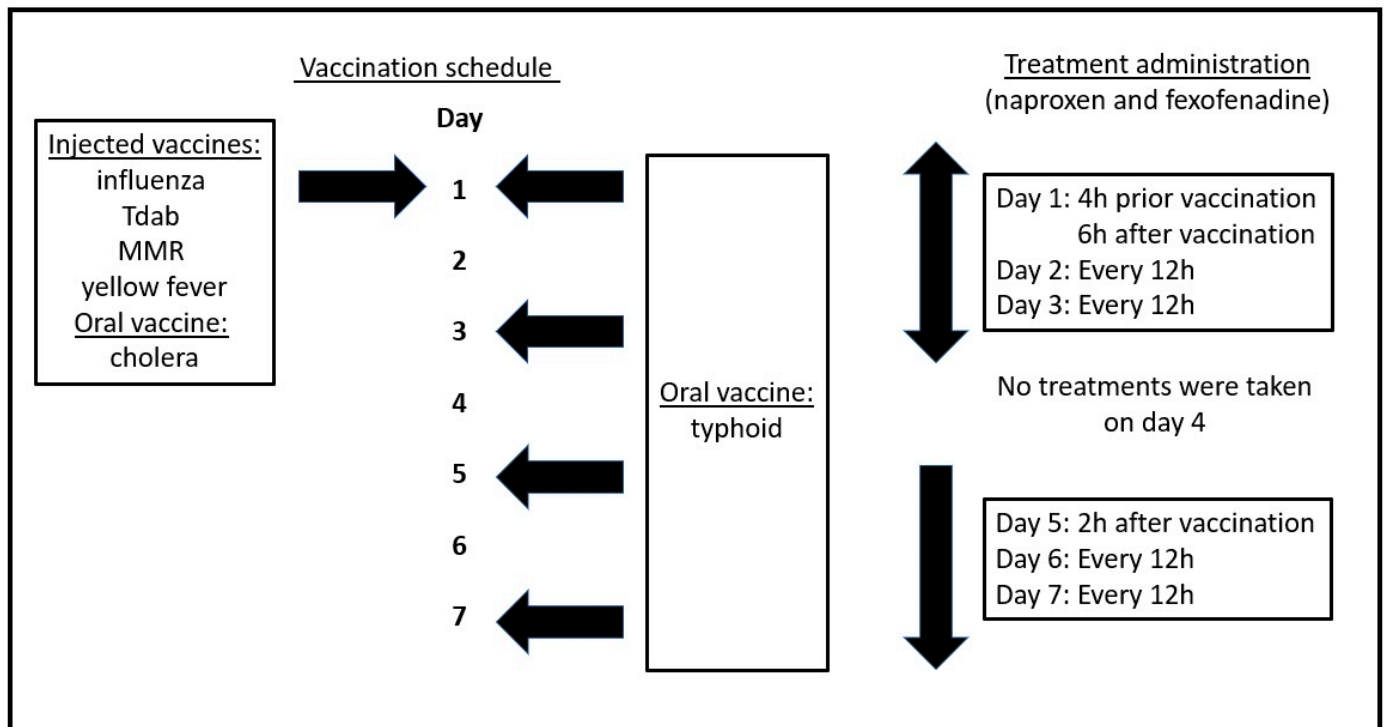 Vaccination schedule
Day
Injected vaccines:
influenza
Tdab
MMR
yellow fever
Oral vaccine:
cholera
1
2
3
4
5
6
7
Oral vaccine:
typhoid
Treatment administration
(naproxen and fexofenadine)
Day 1: 4h prior vaccination
6h after vaccination
Day 2: Every 12h
Day 3: Every 12h
No treatments were taken
on day 4
Day 5: 2h after vaccination
Day 6: Every 12h
Day 7: Every 12h